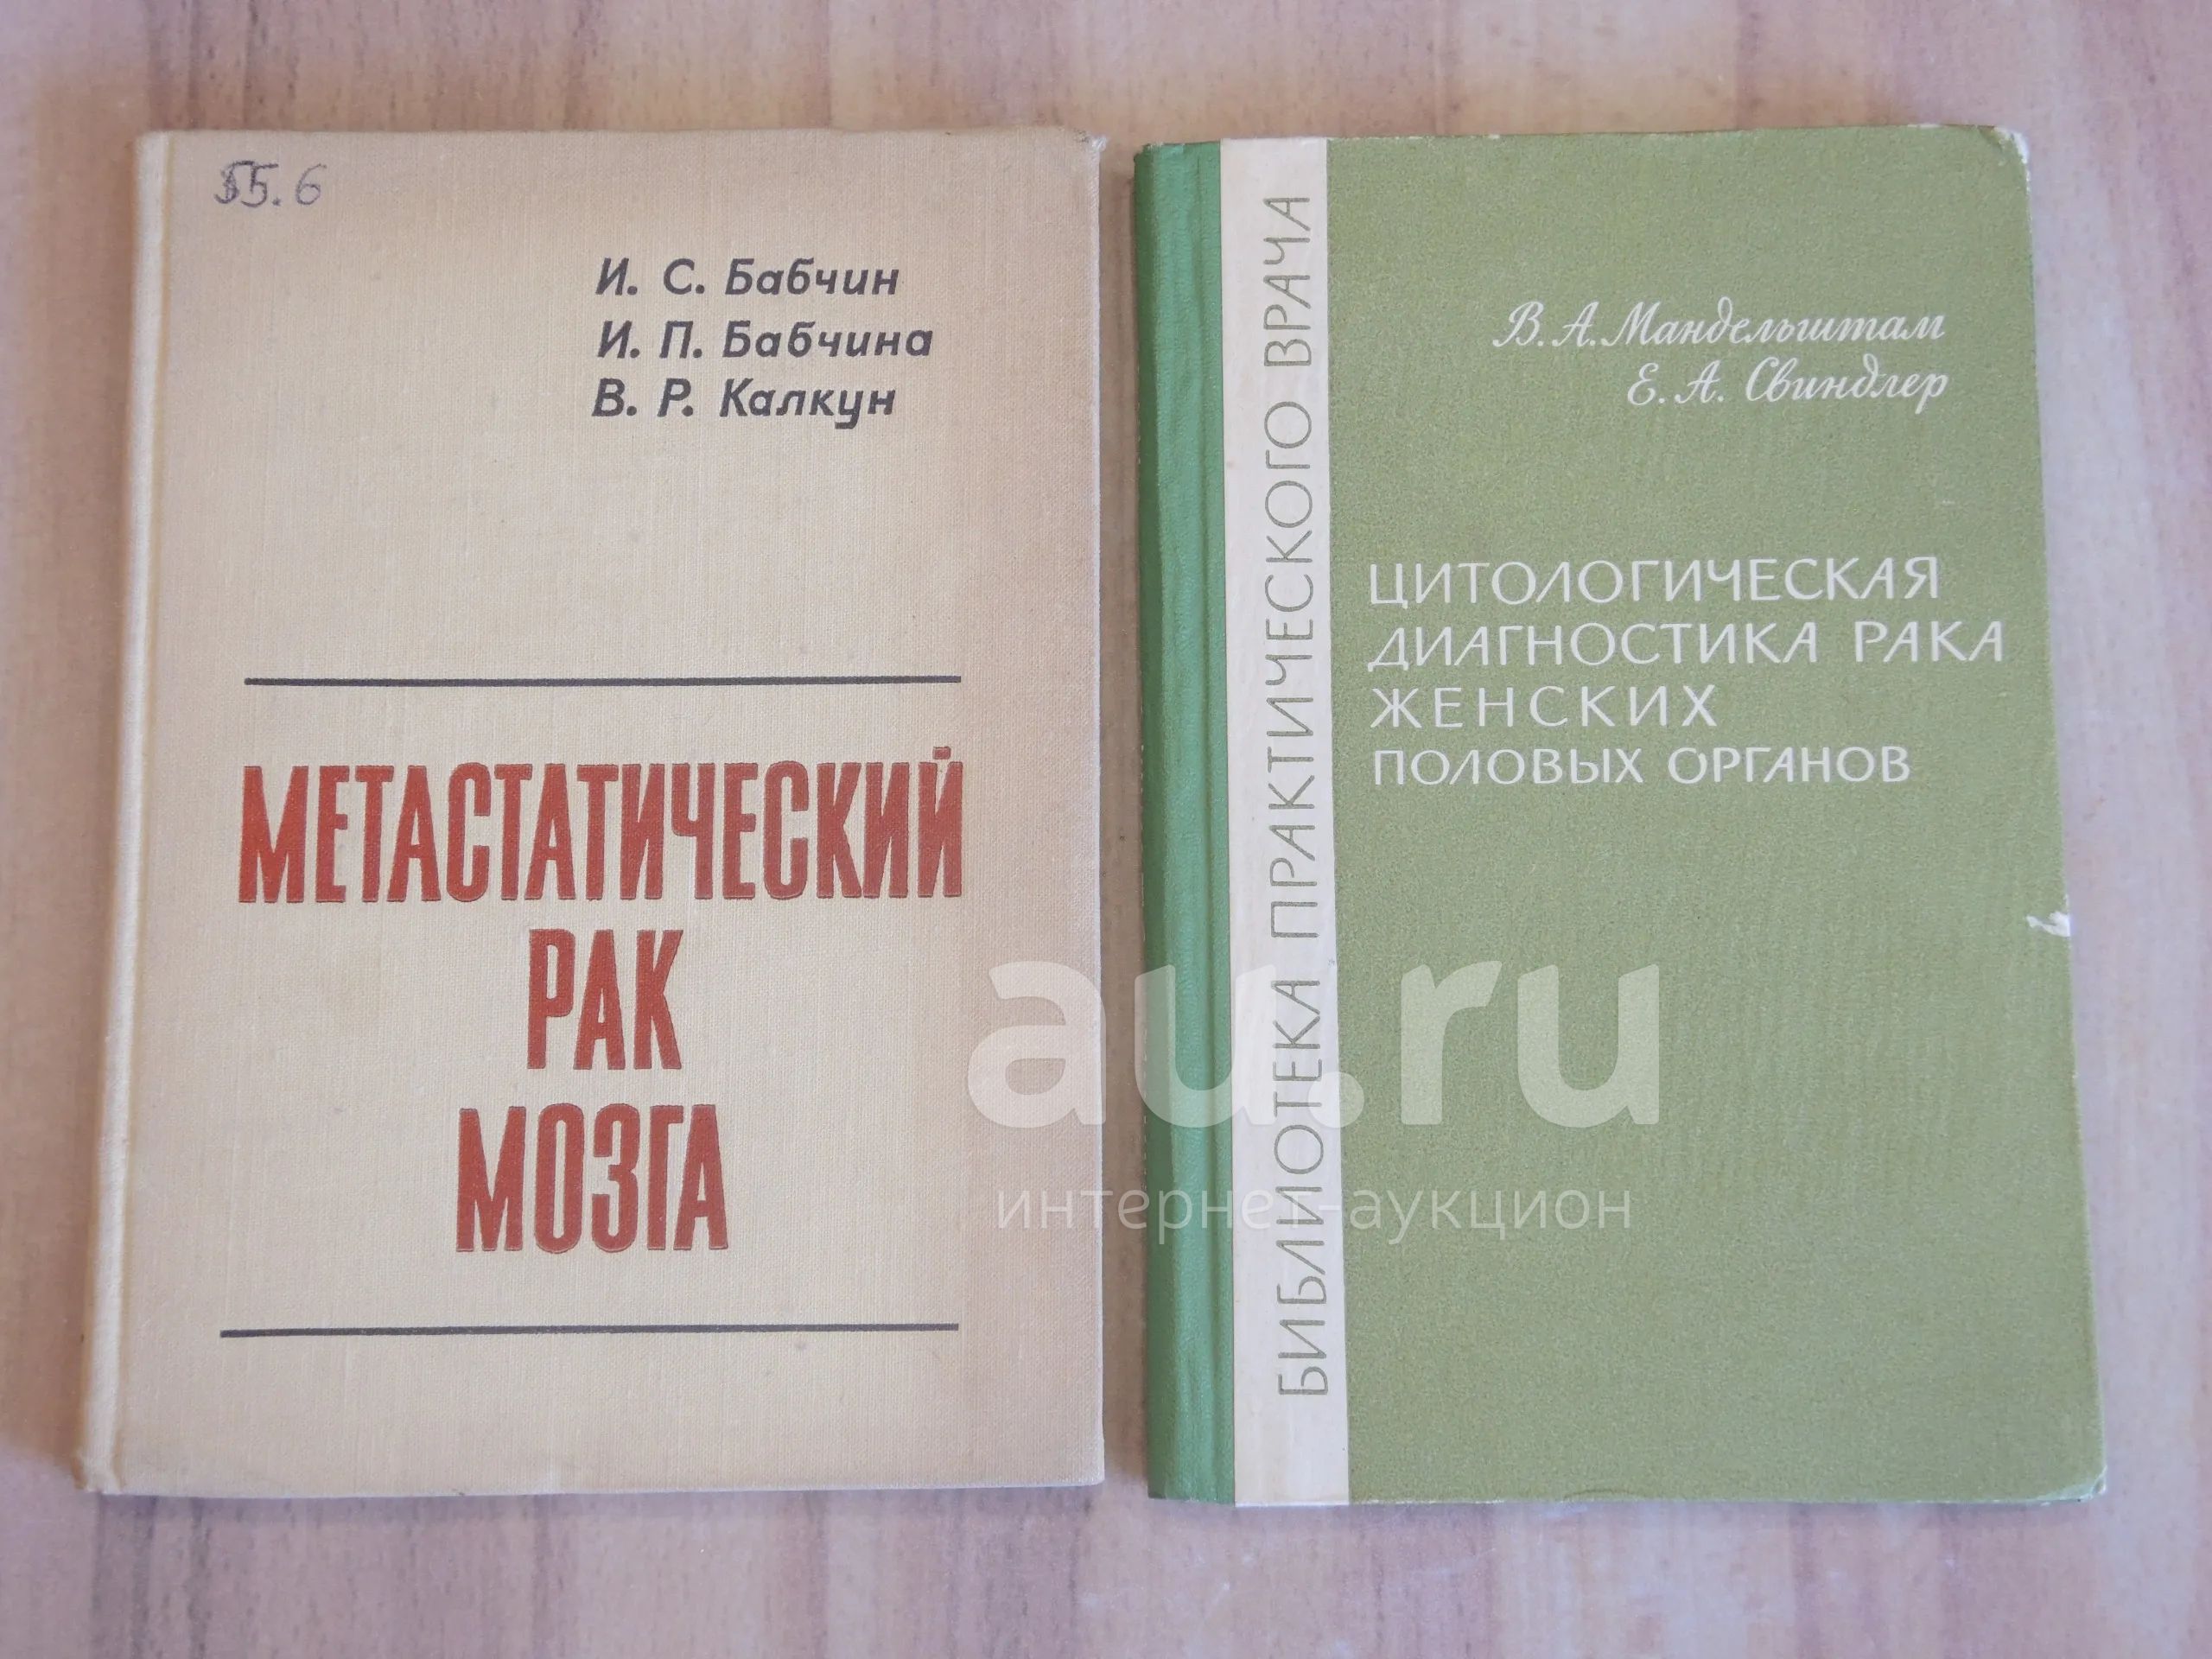 55.6
И. С. Бабчин
И. П. Бабчина
В. Р. Калкун
МЕТАСТАТИЧЕСКИЙ
РАК
МОЗГА
БИБЛИОТЕКА ПРАКТИЧЕСКОГО ВРАЧА
В. А. Мандельштам
Е. А. Свиндлер
ЦИТОЛОГИЧЕСКАЯ
ДИАГНОСТИКА РАКА
ЖЕНСКИХ
ПОЛОВЫХ ОРГАНОВ
au.ru
интернет-аукцион